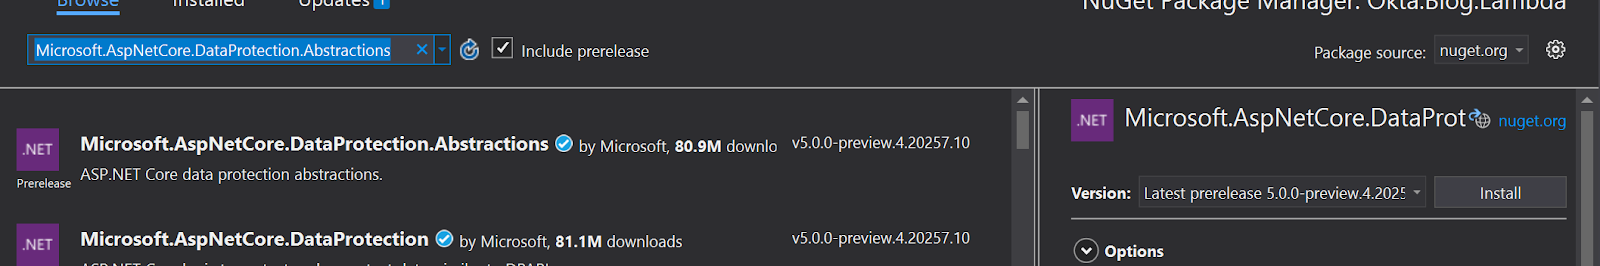 Browse Installed Updates 1
NuGet Package Manager: Okta.Blog.Lambda
Microsoft.AspNetCore.DataProtection.Abstractions
Include prerelease
Package source: nuget.org
.NET
Prerelease
Microsoft.AspNetCore.DataProtection.Abstractions by Microsoft, 80.9M downlo
v5.0.0-preview.4.20257.10
ASP.NET Core data protection abstractions.
.NET
Microsoft.AspNetCore.DataProtection by Microsoft, 81.1M downloads
v5.0.0-preview.4.20257.10
.NET
Microsoft.AspNetCore.DataProt
nuget.org
Version: Latest prerelease 5.0.0-preview.4.2025
Install
Options